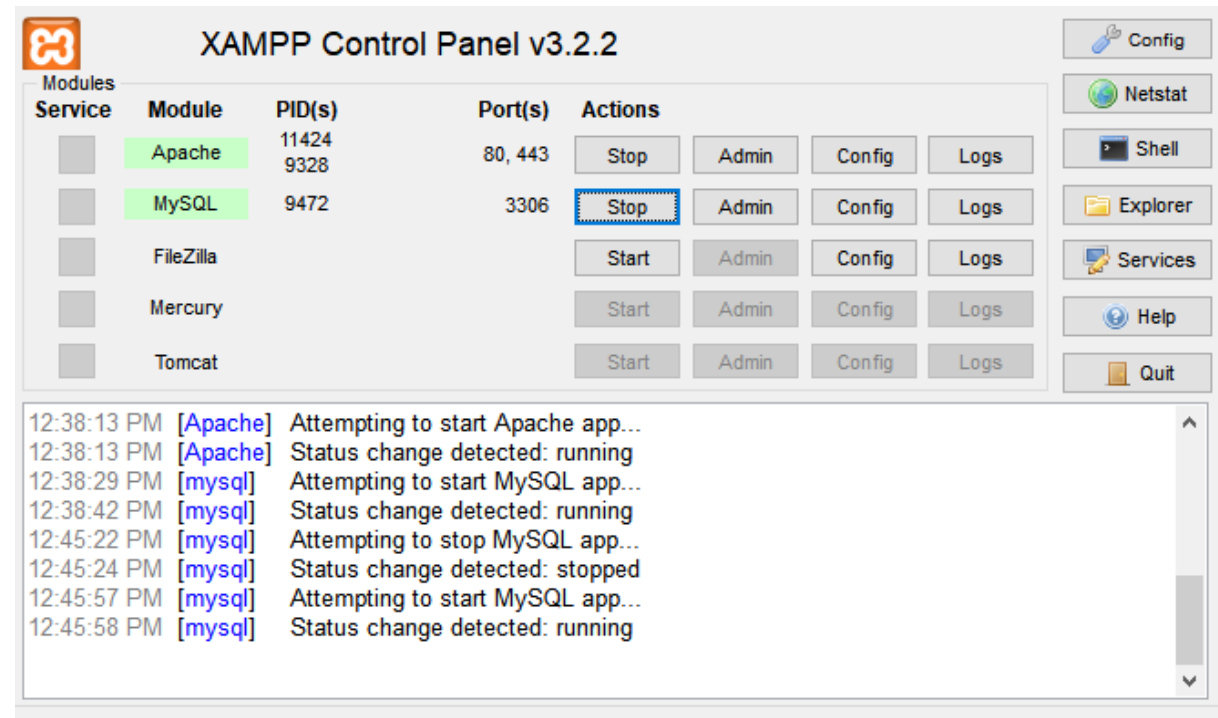 XAMPP Control Panel v3.2.2
Config
Modules
Netstat
Service Module PID(s) Port(s) Actions
Apache 11424 9328 80, 443 Stop Admin Config Logs
Shell
MySQL 9472 3306 Stop Admin Config Logs
Explorer
FileZilla Start Admin Config Logs
Services
Mercury Start Admin Config Logs
Help
Tomcat Start Admin Config Logs
Quit
12:38:13 PM [Apache] Attempting to start Apache app...
12:38:13 PM [Apache] Status change detected: running
12:38:29 PM [mysql] Attempting to start MySQL app...
12:38:42 PM [mysql] Status change detected: running
12:45:22 PM [mysql] Attempting to stop MySQL app...
12:45:24 PM [mysql] Status change detected: stopped
12:45:57 PM [mysql] Attempting to start MySQL app...
12:45:58 PM [mysql] Status change detected: running